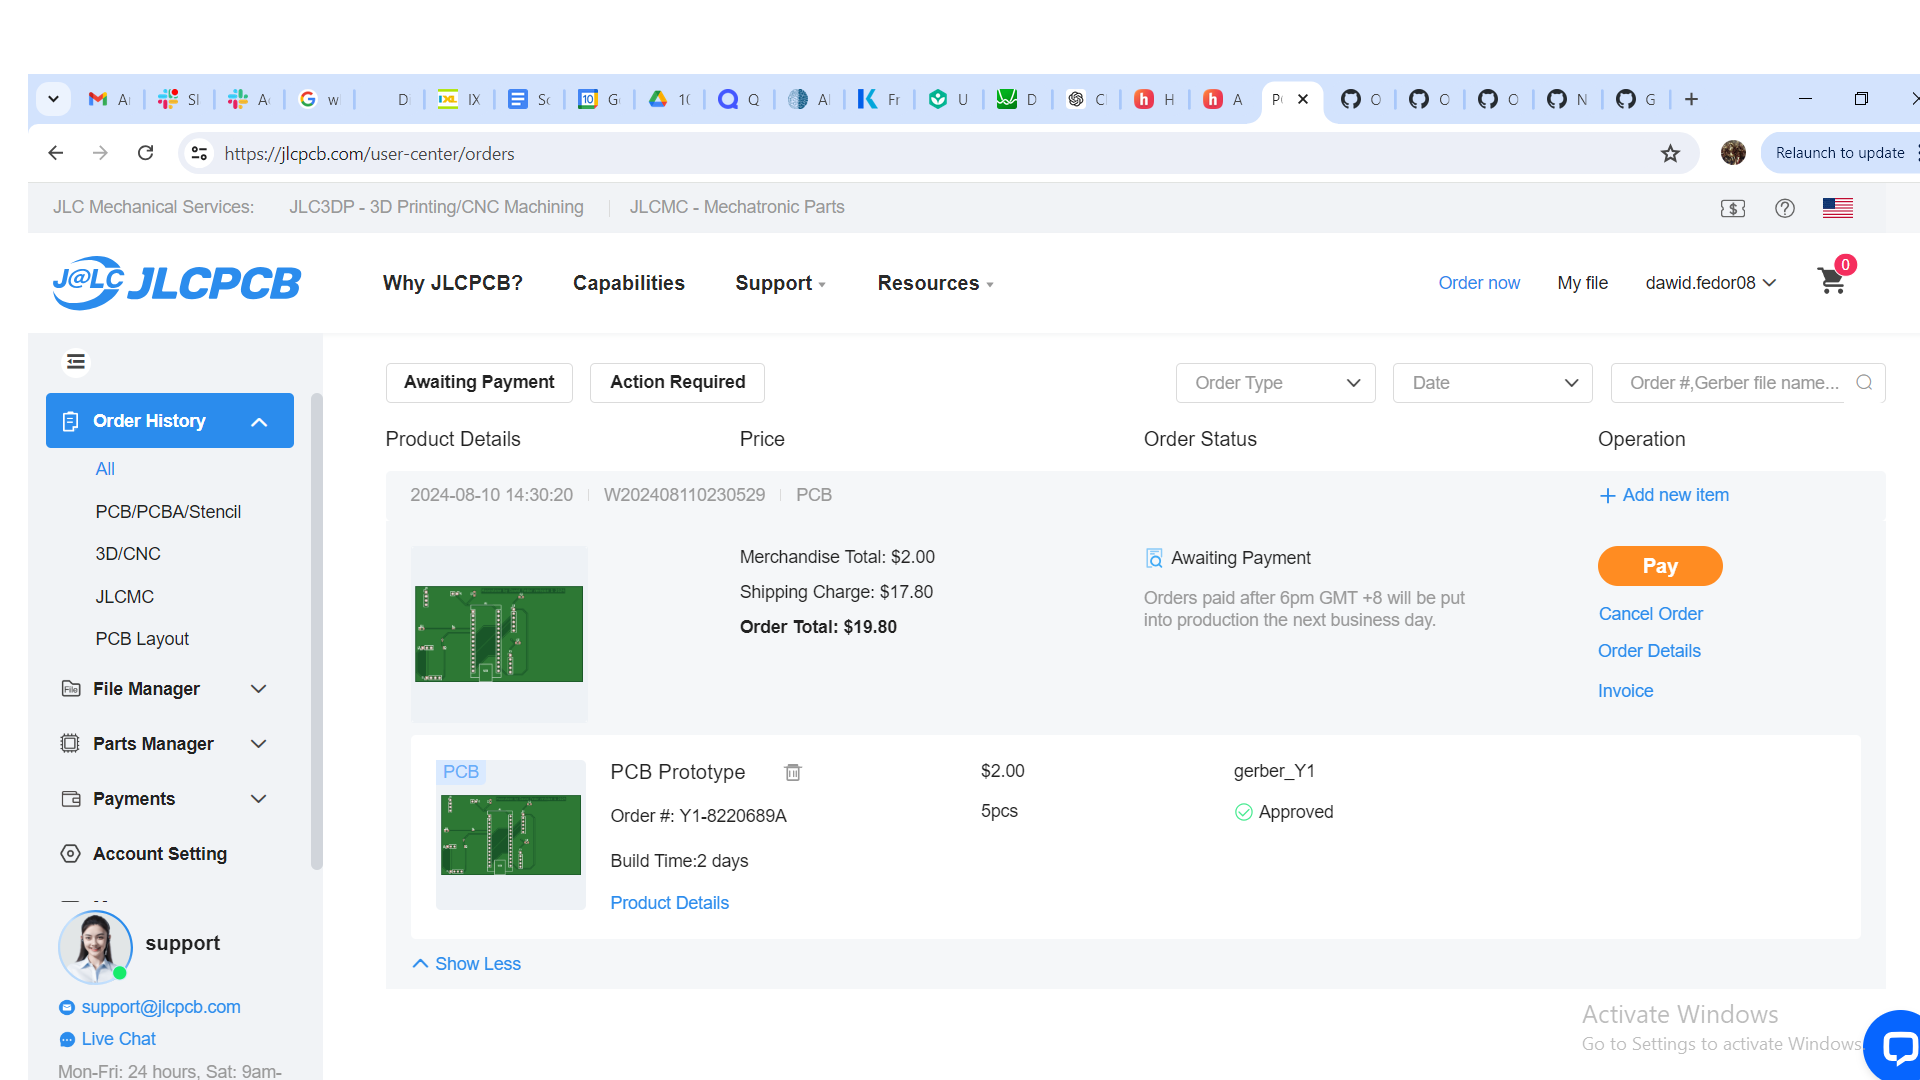 SI
wi
D
IX
Sc
G
10
Q
Al
Fr
U
D
C
H
A
P
O
O
O
N
G
https://jlcpcb.com/user-center/orders
Relaunch to update
JLC Mechanical Services:
JLC3DP - 3D Printing/CNC Machining
JLCMC - Mechatronic Parts
J@LC JLCPCB
Why JLCPCB?
Capabilities
Support
Resources
Order now
My file
dawid.fedor08
0
Awaiting Payment
Action Required
Order Type
Date
Order #,Gerber file name...
Order History
All
PCB/PCBA/Stencil
3D/CNC
JLCMC
PCB Layout
File Manager
Parts Manager
Payments
Account Setting
support
support@jlcpcb.com
Live Chat
Mon-Fri: 24 hours, Sat: 9am-
Product Details
Price
Order Status
Operation
2024-08-10 14:30:20
W202408110230529
PCB
+ Add new item
Merchandise Total: $2.00
Shipping Charge: $17.80
Order Total: $19.80
Awaiting Payment
Orders paid after 6pm GMT +8 will be put
into production the next business day.
Pay
Cancel Order
Order Details
Invoice
PCB
PCB Prototype
Order #: Y1-8220689A
Build Time:2 days
Product Details
$2.00
5pcs
gerber_Y1
Approved
Show Less
Activate Windows
Go to Settings to activate Windows.